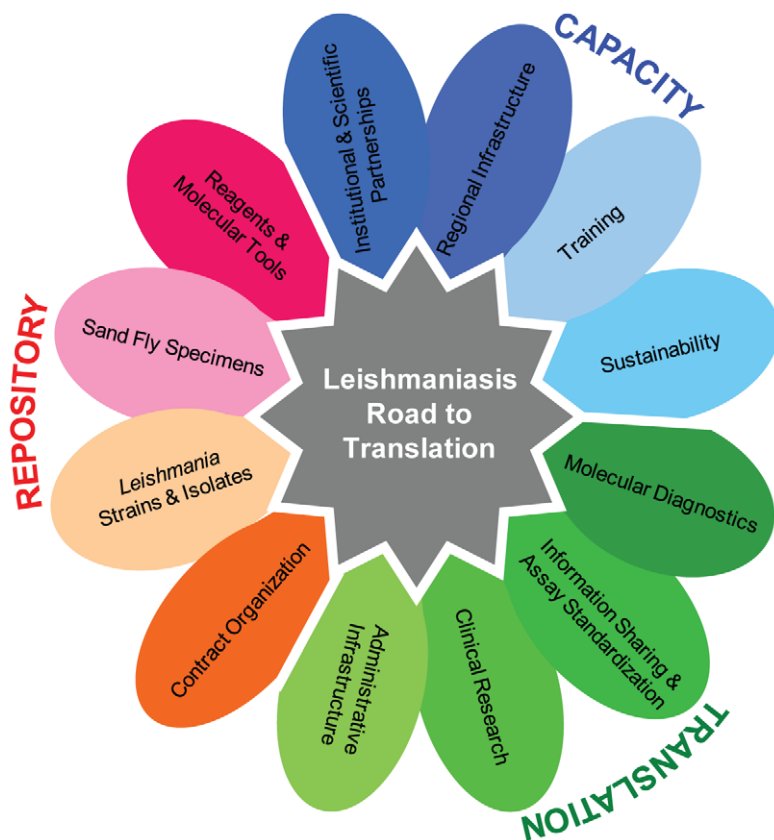 CAPACITY
Institutional & Scientific
Partnerships
Regional Infrastructure
Training
Sustainability
Molecular Diagnostics
Information Sharing &
Assay Standardization
TRANSLATION
Clinical Research
Administrative
Infrastructure
Contract Organization
Leishmania
Strains & Isolates
REPOSITORY
Sand Fly Specimens
Reagents &
Molecular Tools
Leishmaniasis
Road to
Translation